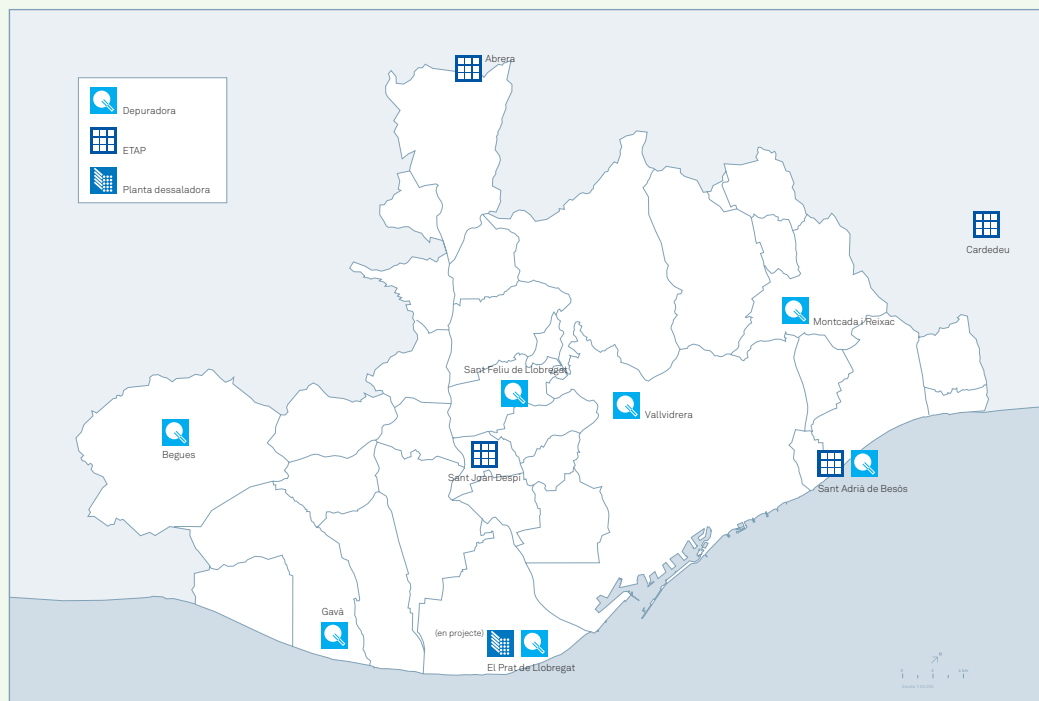 Abrera
Depuradora
ETAP
Planta dessaladora
Cardedeu
Montcada i Reixac
Sant Feliu de Llobregat
Vallvidrera
Begues
Sant Joan Despí
Sant Adrià de Besòs
Gavà
(en projecte)
El Prat de Llobregat